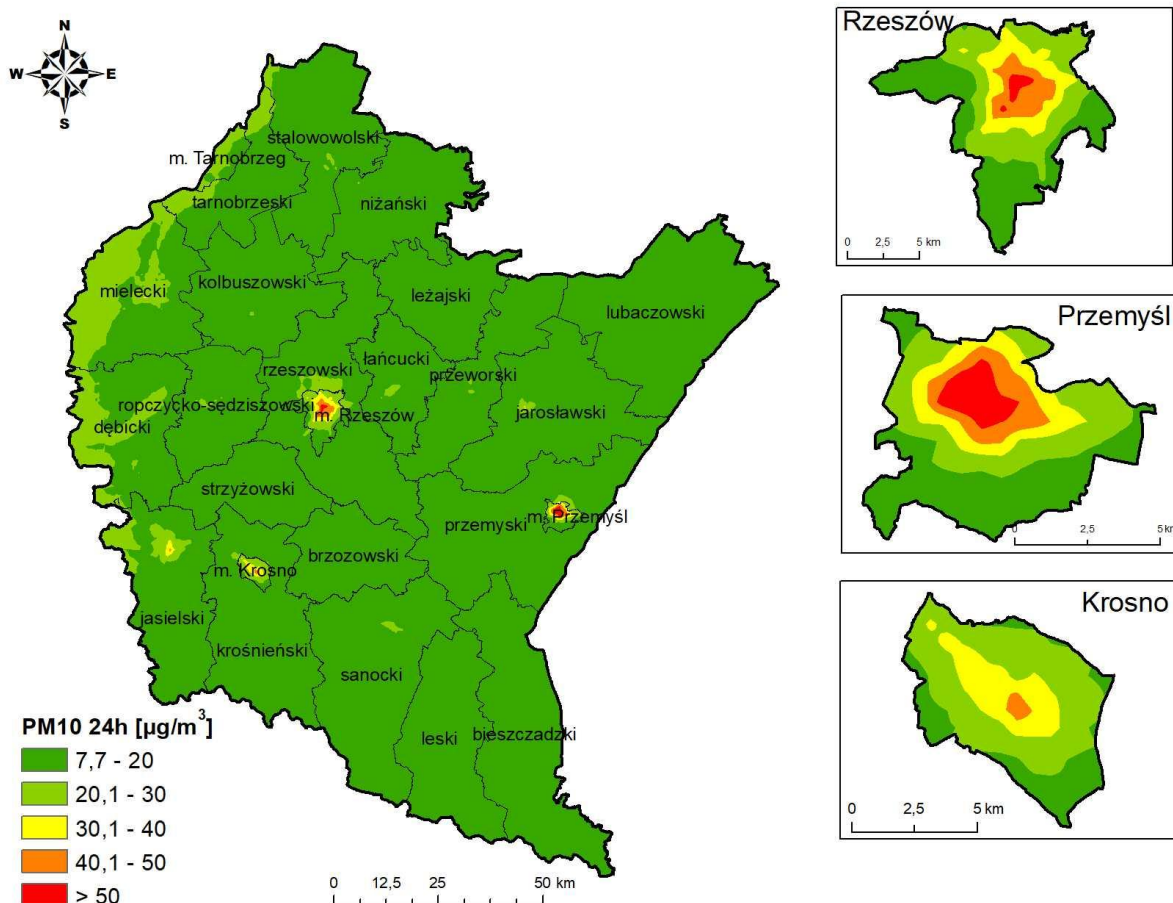 N
W E
S
stalowowolski
m. Tarnobrzeg
tarnobrzeski
niżański
mielecki
kolbuszowski
leżajski
lubaczowski
rzeszowski
łańcucki
przeworski
ropczycko-sędziszowski
m. Rzeszów
jarosławski
dębicki
strzyżowski
przemyski
m. Przemyśl
brzozowski
m. Krosno
jasielski
krośnieński
sanocki
leski
bieszczadzki
PM10 24h [µg/m³]
7,7 - 20
20,1 - 30
30,1 - 40
40,1 - 50
> 50
0 12,5 25 50 km
Rzeszów
0 2,5 5 km
Przemyśl
0 2,5 5 km
Krosno
0 2,5 5 km